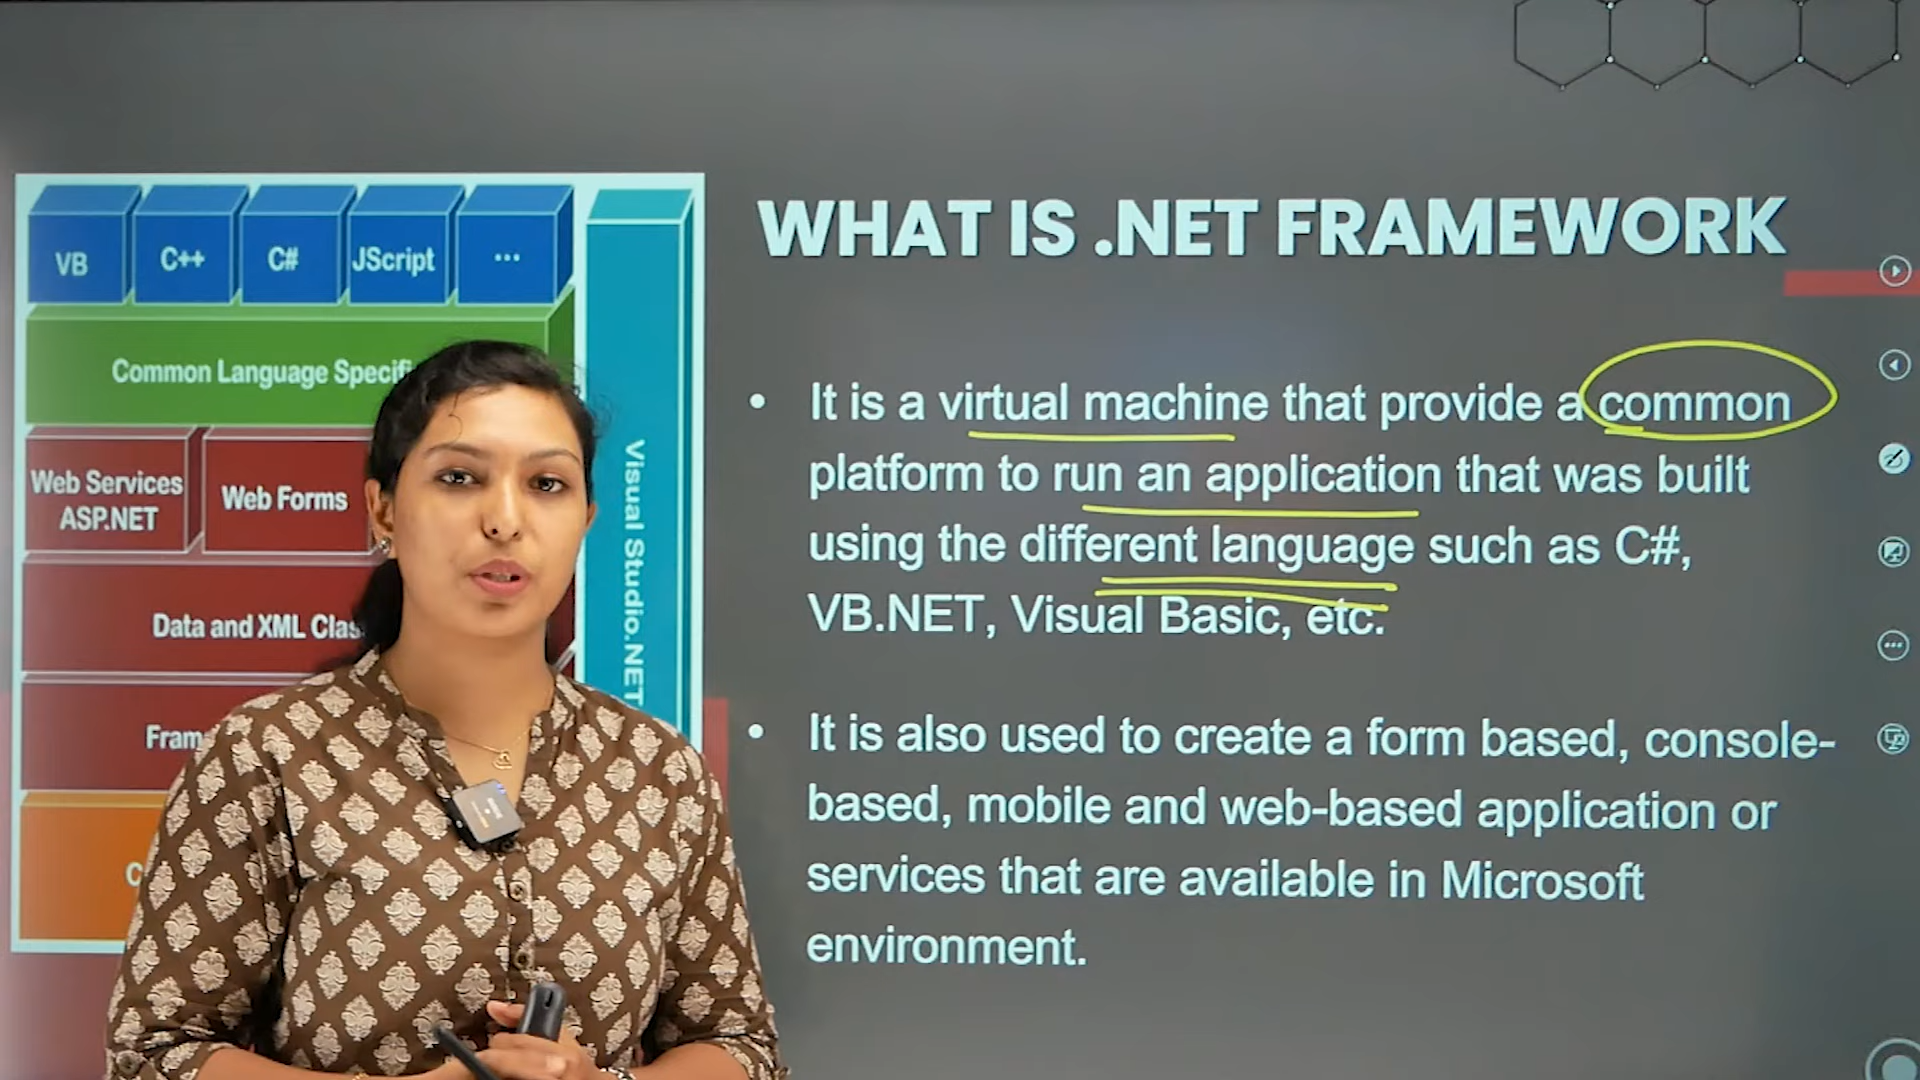 VB
C++
C#
JScript
...
Common Language Specifi
Web Services
ASP.NET
Web Forms
Data and XML Clas
Fram
C
Visual Studio.NET
WHAT IS .NET FRAMEWORK
• It is a virtual machine that provide a common
platform to run an application that was built
using the different language such as C#,
VB.NET, Visual Basic, etc.
• It is also used to create a form based, console-
based, mobile and web-based application or
services that are available in Microsoft
environment.